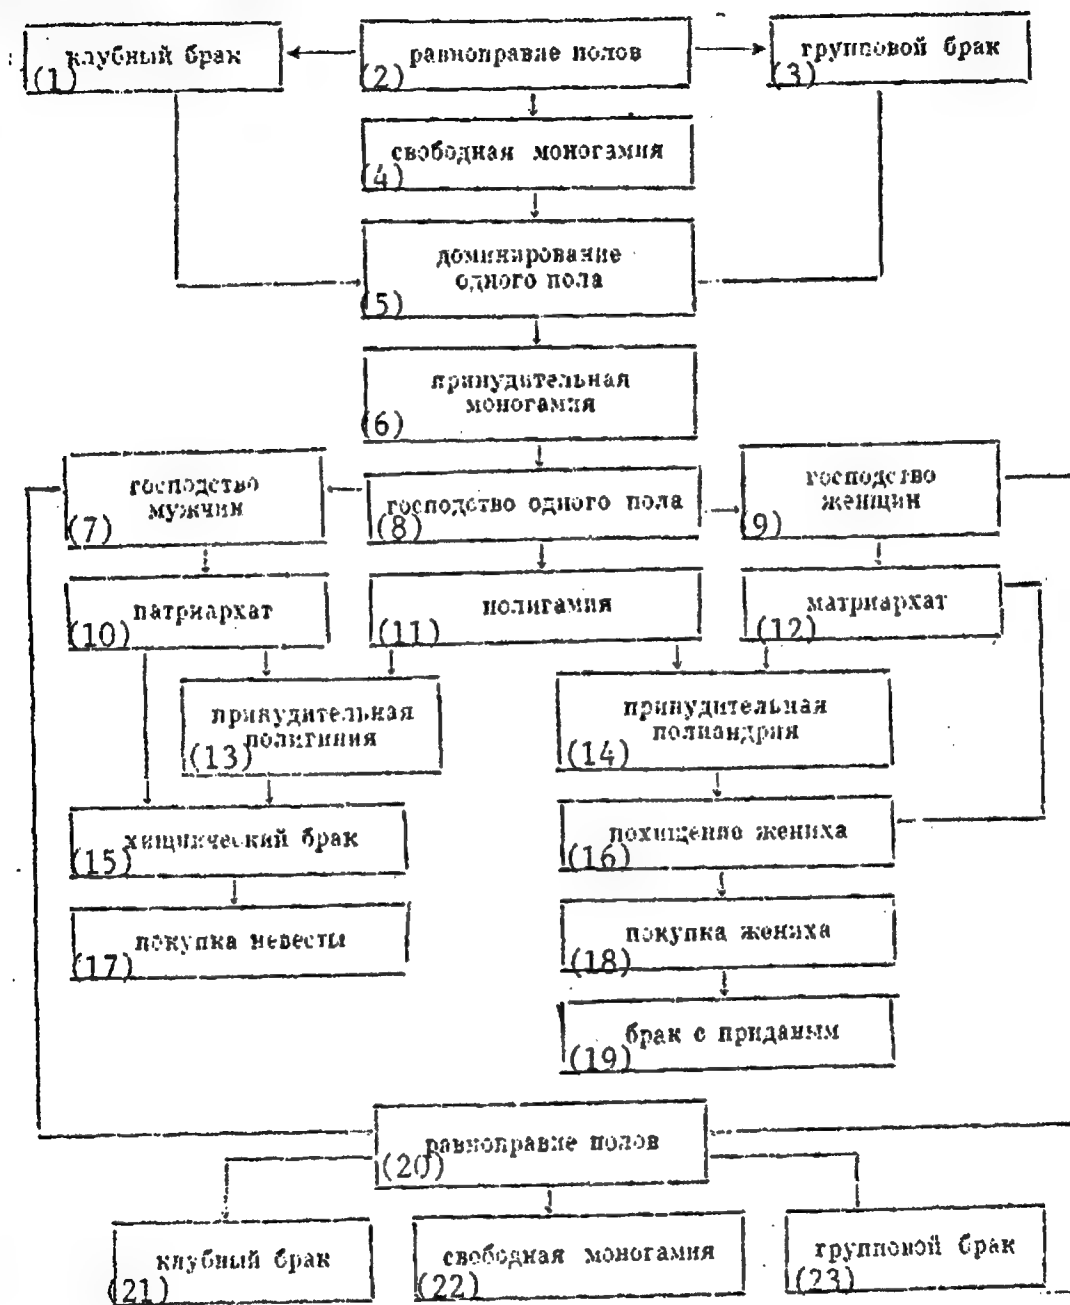 клубный брак
(1)
равноправие полов
(2)
групповой брак
(3)
свободная моногамия
(4)
доминирование
одного пола
(5)
принудительная
моногамия
(6)
господство
мужчин
(7)
господство одного пола
(8)
господство
женщин
(9)
патриархат
(10)
полигамия
(11)
матриархат
(12)
принудительная
полигиния
(13)
принудительная
полиандрия
(14)
хищнический брак
(15)
похищение жениха
(16)
покупка невесты
(17)
покупка жениха
(18)
брак с приданым
(19)
равноправие полов
(20)
клубный брак
(21)
свободная моногамия
(22)
групповой брак
(23)